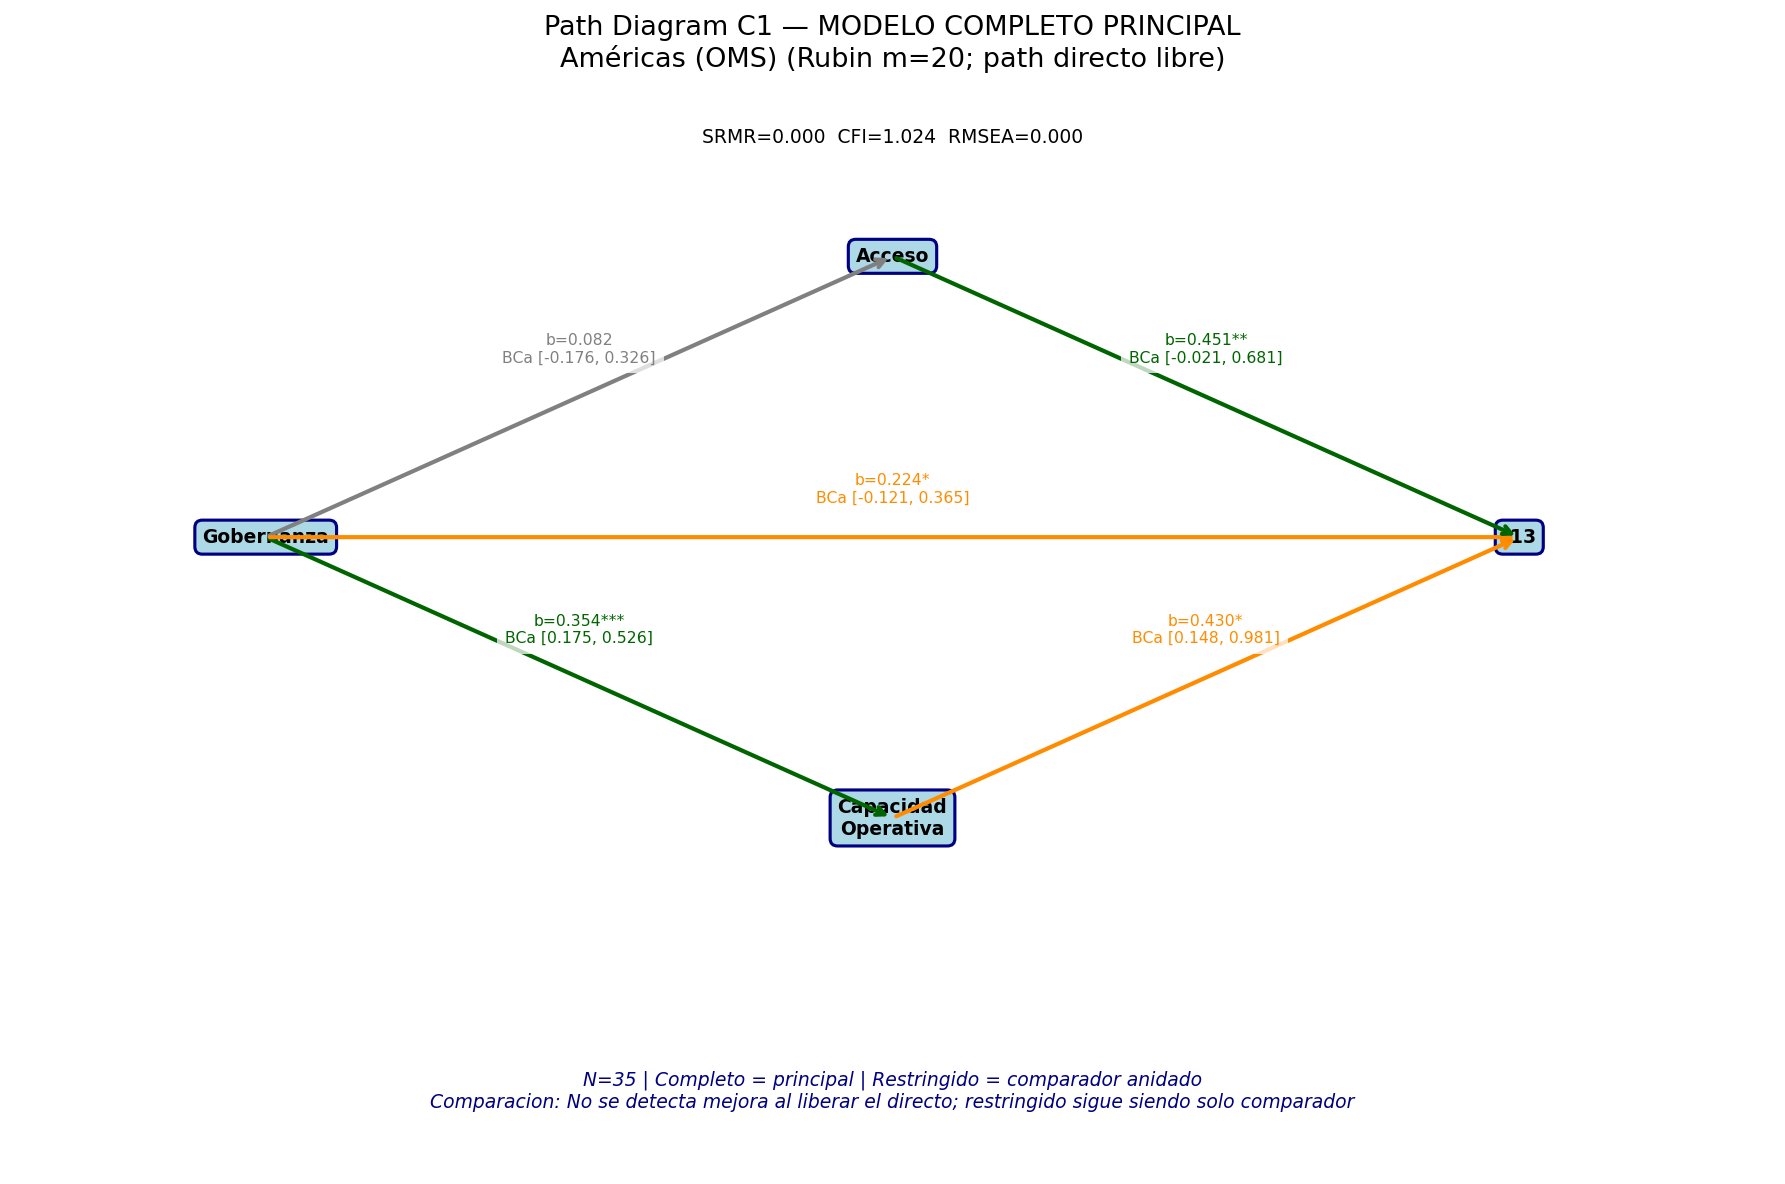 Path Diagram C1 — MODELO COMPLETO PRINCIPAL
Américas (OMS) (Rubin m=20; path directo libre)
SRMR=0.000 CFI=1.024 RMSEA=0.000
Acceso
b=0.082
BCa [-0.176, 0.326]
b=0.451**
BCa [-0.021, 0.681]
b=0.224*
BCa [-0.121, 0.365]
Gobernanza
13
b=0.354***
BCa [0.175, 0.526]
b=0.430*
BCa [0.148, 0.981]
Capacidad
Operativa
N=35 | Completo = principal | Restringido = comparador anidado
Comparacion: No se detecta mejora al liberar el directo; restringido sigue siendo solo comparador